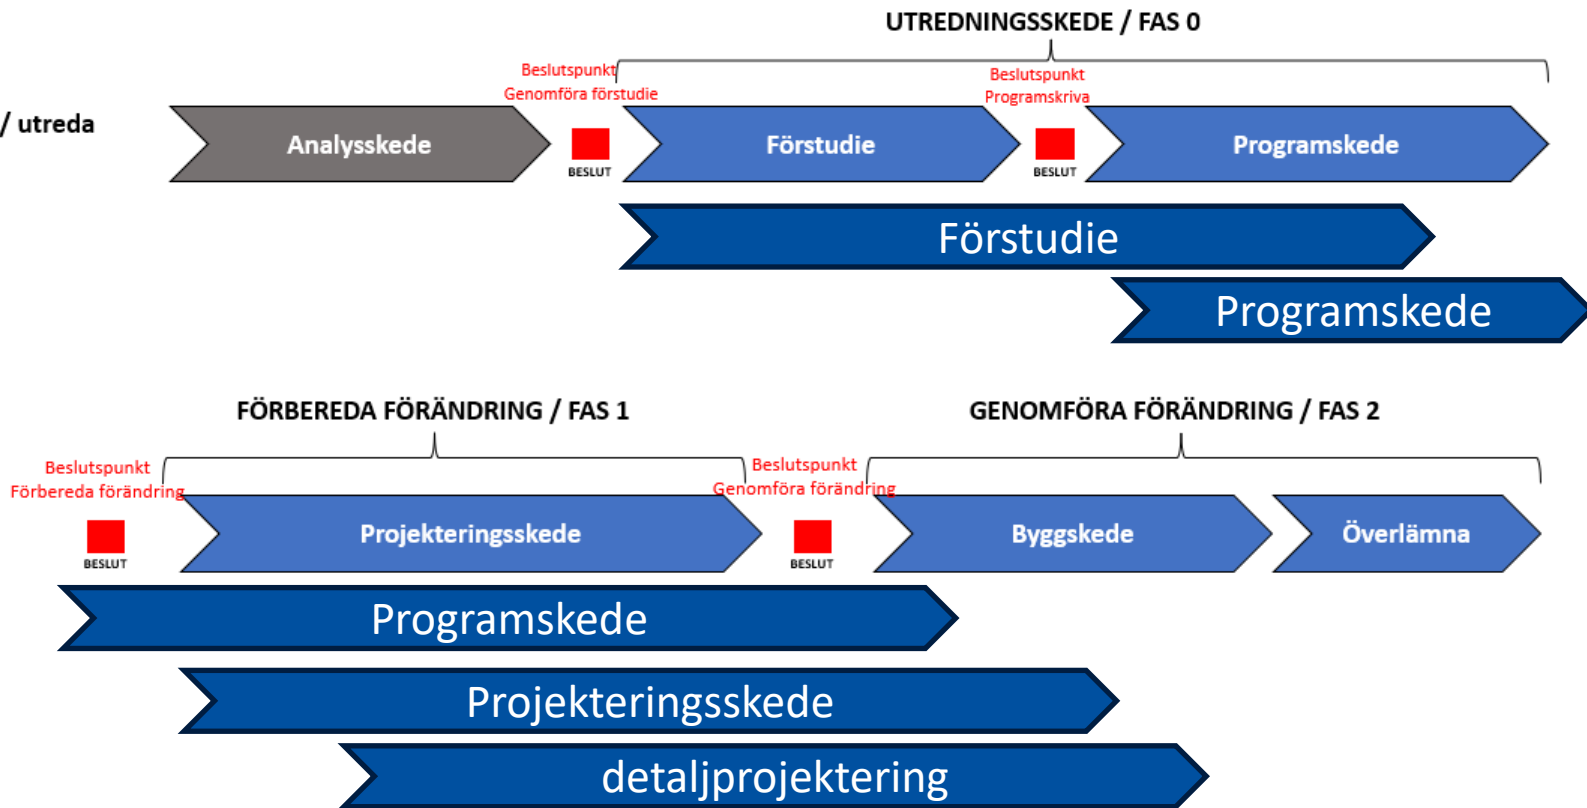 UTREDNINGSSKEDE / FAS 0
Beslutspunkt
Genomföra förstudie
Beslutspunkt
Programskriva
/ utreda
Analysskede
BESLUT
Förstudie
BESLUT
Programskede
Förstudie
Programskede
FÖRBEREDA FÖRÄNDRING / FAS 1
GENOMFÖRA FÖRÄNDRING / FAS 2
Beslutspunkt
Förbereda förändring
Beslutspunkt
Genomföra förändring
BESLUT
Projekteringsskede
BESLUT
Byggskede
Överlämna
Programskede
Projekteringsskede
detaljprojektering